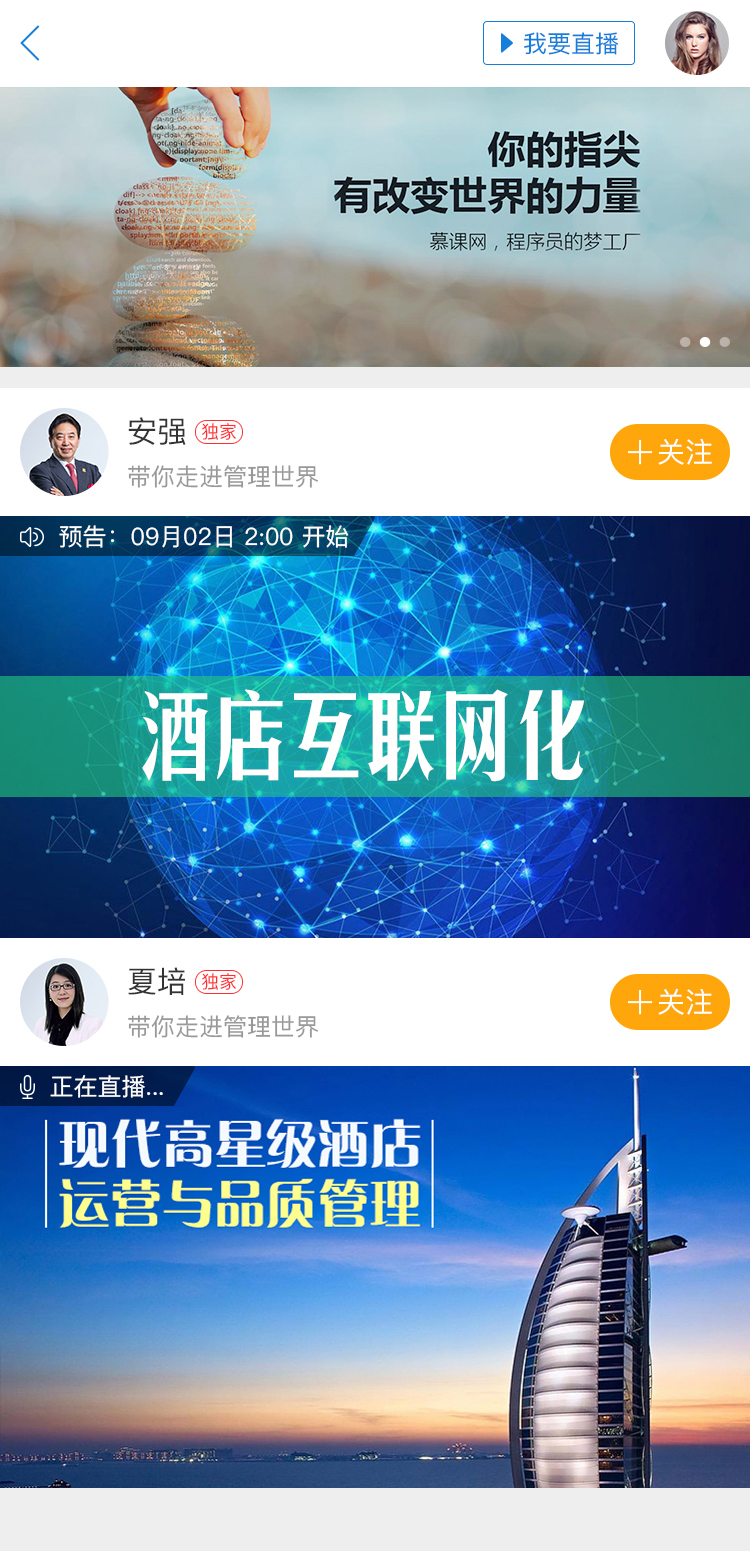 我要直播
你的指尖
有改变世界的力量
慕课网，程序员的梦工厂
安强 独家
带你走进管理世界
十关注
预告：09月02日 2:00 开始
酒店互联网化
夏培 独家
带你走进管理世界
十关注
正在直播...
现代高星级酒店
运营与品质管理